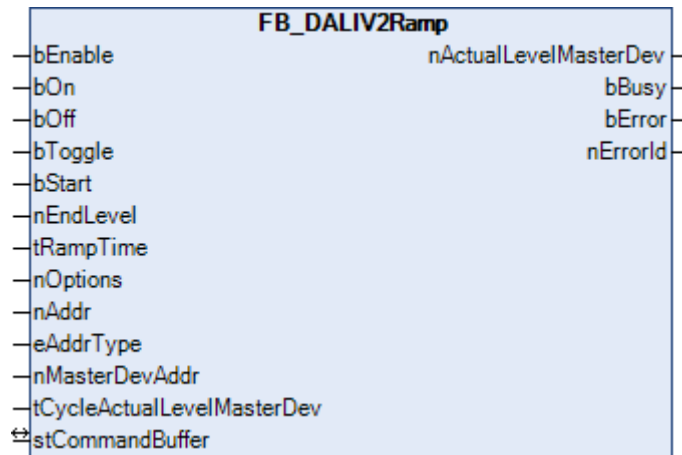 FB_DALIV2Ramp
bEnable nActualLevelMasterDev
bOn bBusy
bOff bError
bToggle nErrorId
bStart
nEndLevel
tRampTime
nOptions
nAddr
eAddrType
nMasterDevAddr
tCycleActualLevelMasterDev
stCommandBuffer